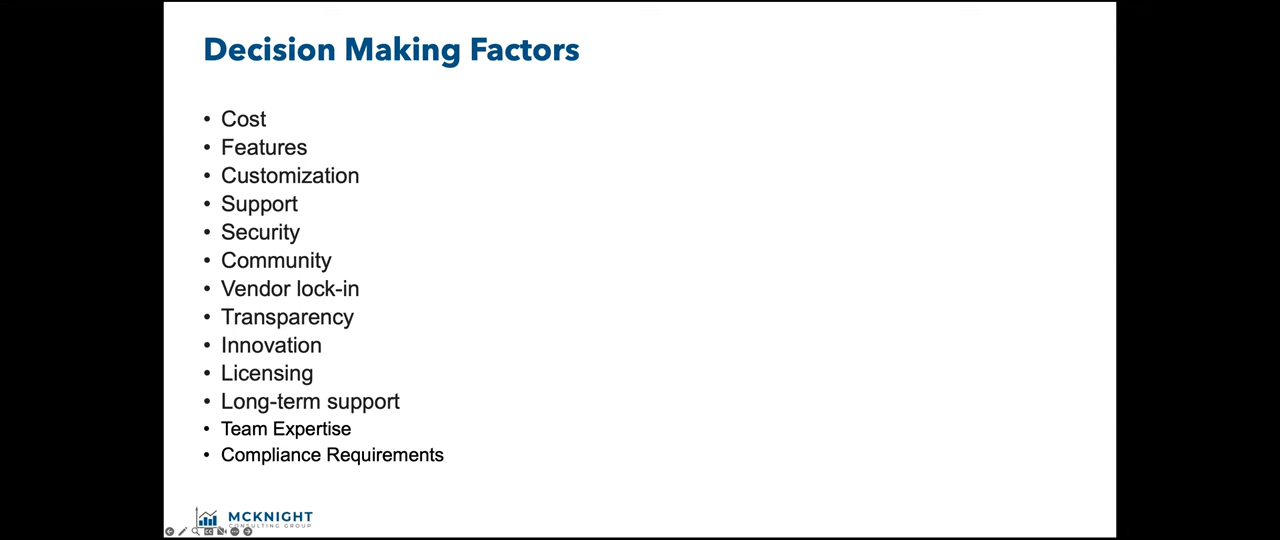 Decision Making Factors
• Cost
• Features
• Customization
• Support
• Security
• Community
• Vendor lock-in
• Transparency
• Innovation
• Licensing
• Long-term support
• Team Expertise
• Compliance Requirements
MCKNIGHT
CONSULTING GROUP